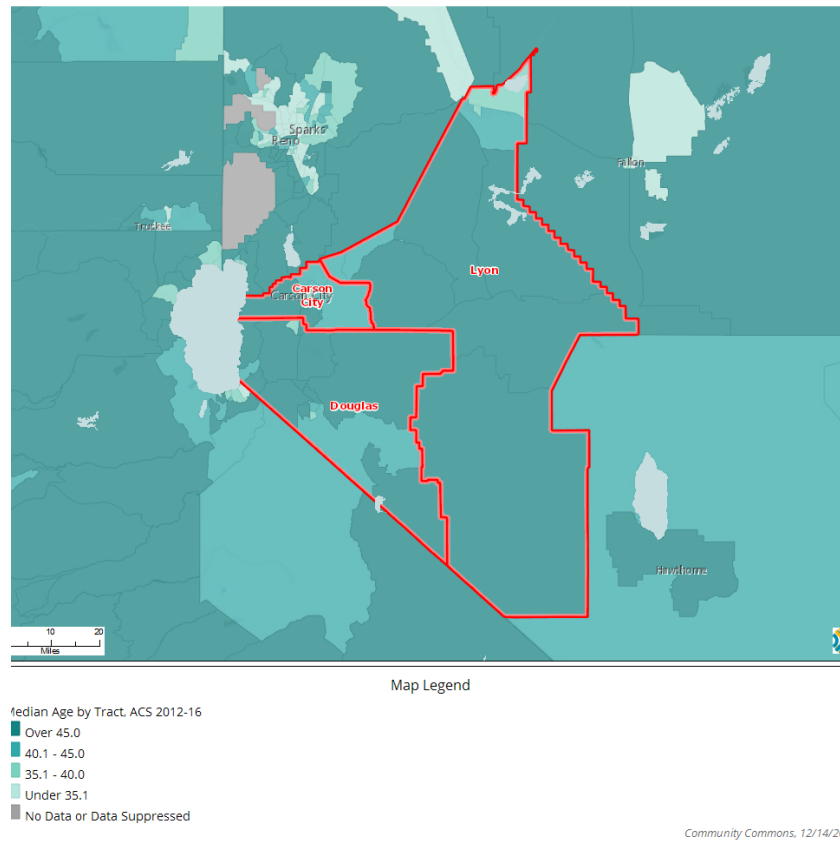 Sparks
Reno
Fallon
Truckee
Lyon
Carson
City
Carson City
Douglas
Hawthorne
10 20
Miles
Map Legend
Median Age by Tract, ACS 2012-16
Over 45.0
40.1 - 45.0
35.1 - 40.0
Under 35.1
No Data or Data Suppressed
Community Commons, 12/14/20